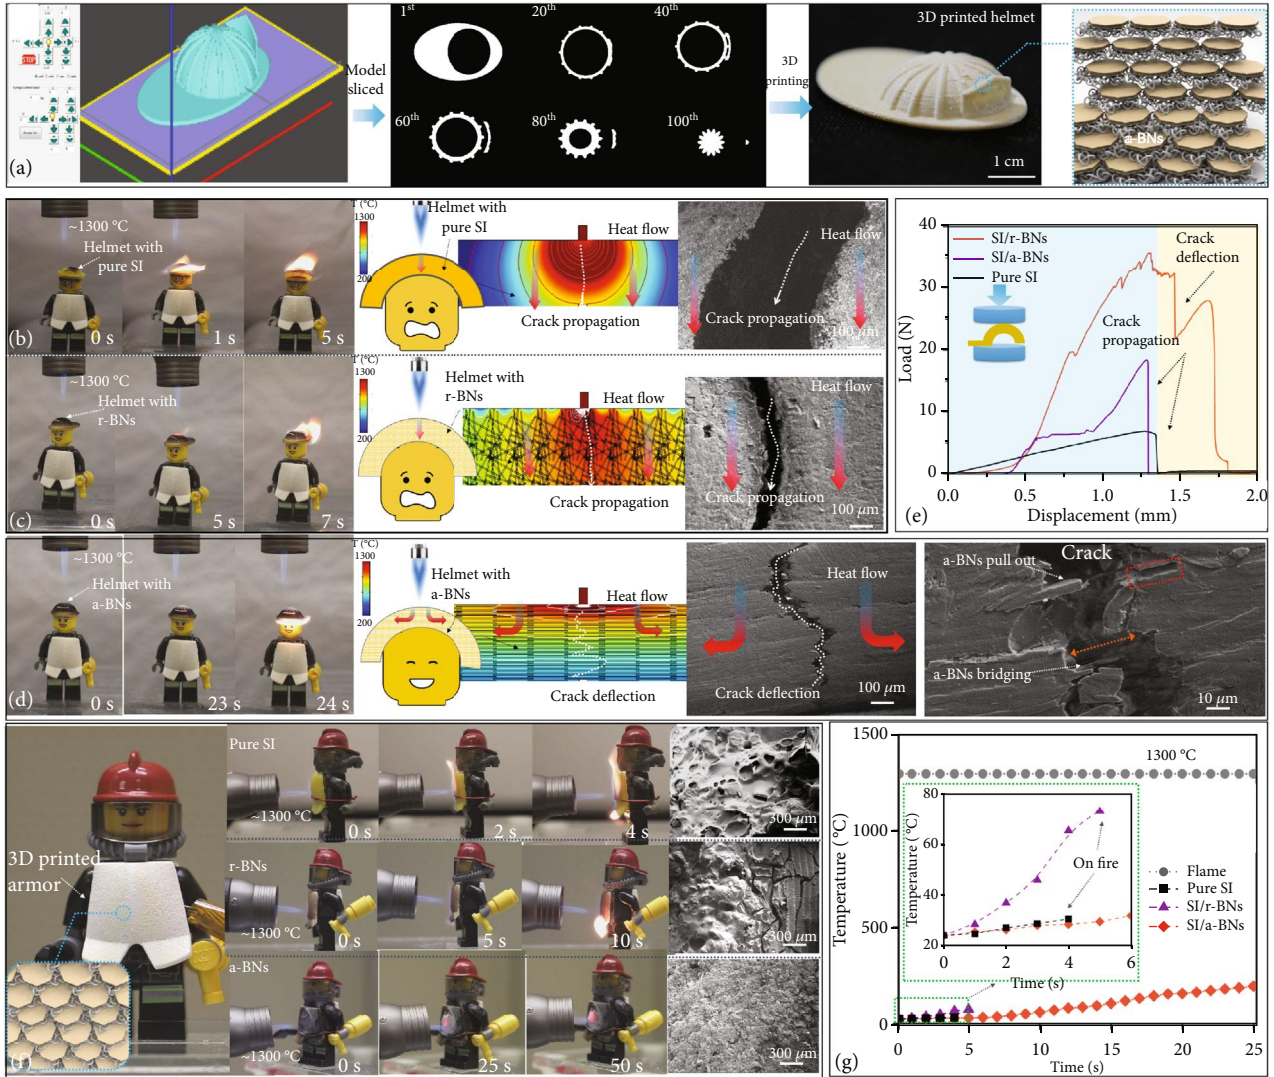 STOP
(a)
Model
sliced
1st
20th
40th
60th
80th
100th
3D
printing
3D printed helmet
1 cm
a-BNs
~1300 °C
Helmet with
pure SI
(b)
0 s
1 s
5 s
T (°C)
1300
200
Helmet with
pure SI
Heat flow
Crack propagation
Heat flow
Crack propagation
100 μm
~1300 °C
Helmet with
r-BNs
(c)
0 s
5 s
7 s
T (°C)
1300
200
Helmet with
r-BNs
Heat flow
Crack propagation
Heat flow
Crack propagation
100 μm
~1300 °C
Helmet with
a-BNs
(d)
0 s
23 s
24 s
T (°C)
1300
200
Helmet with
a-BNs
Heat flow
Crack deflection
Heat flow
Crack deflection
100 μm
a-BNs pull out
Crack
a-BNs bridging
10 μm
SI/r-BNs
SI/a-BNs
Pure SI
Crack
deflection
Crack
propagation
Load (N)
40
30
20
10
0
0.0
0.5
1.0
1.5
2.0
Displacement (mm)
(e)
3D printed
armor
(f)
Pure SI
~1300 °C
0 s
2 s
4 s
300 μm
r-BNs
~1300 °C
0 s
5 s
10 s
300 μm
a-BNs
~1300 °C
0 s
25 s
50 s
300 μm
1500
1000
500
0
Temperature (°C)
1300 °C
80
60
40
20
Temperature (°C)
On fire
0
2
4
6
Time (s)
Flame
Pure SI
SI/r-BNs
SI/a-BNs
0
5
10
15
20
25
Time (s)
(g)